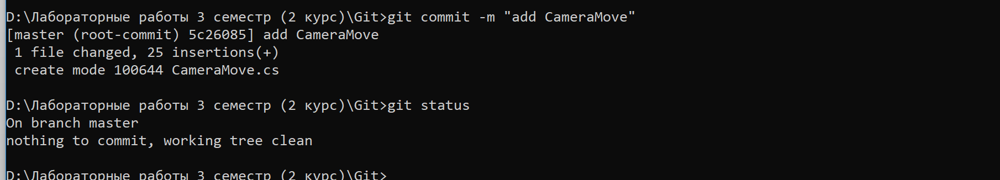 D:\Лабораторные работы 3 семестр (2 курс)\Git>git commit -m "add CameraMove"
[master (root-commit) 5c26085] add CameraMove
 1 file changed, 25 insertions(+)
 create mode 100644 CameraMove.cs
D:\Лабораторные работы 3 семестр (2 курс)\Git>git status
On branch master
nothing to commit, working tree clean
D:\Лабораторные работы 3 семестр (2 курс)\Git>